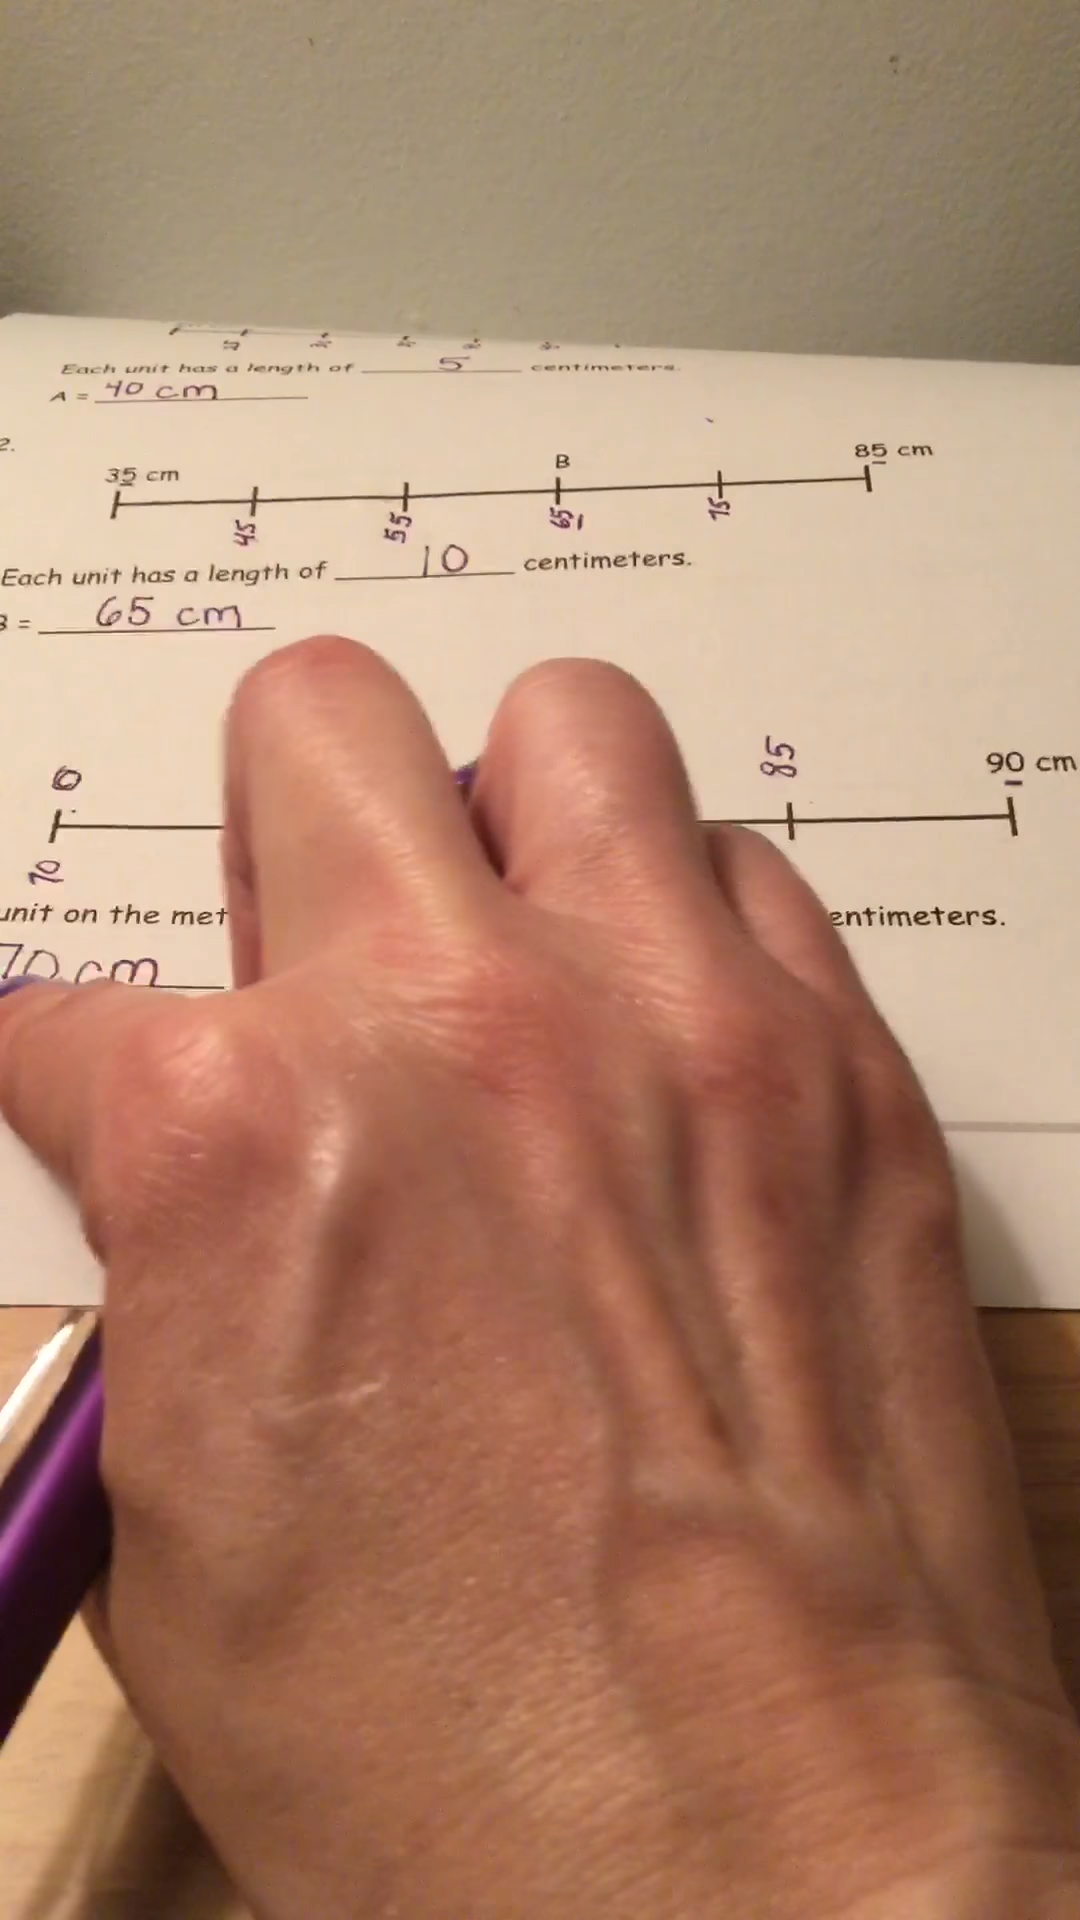 Each unit has a length of 5 centimeters.
A = 40 cm
2.
35 cm B 85 cm
45 55 65 75
Each unit has a length of 10 centimeters.
B = 65 cm
85 90 cm
70
unit on the met entimeters.
70 cm